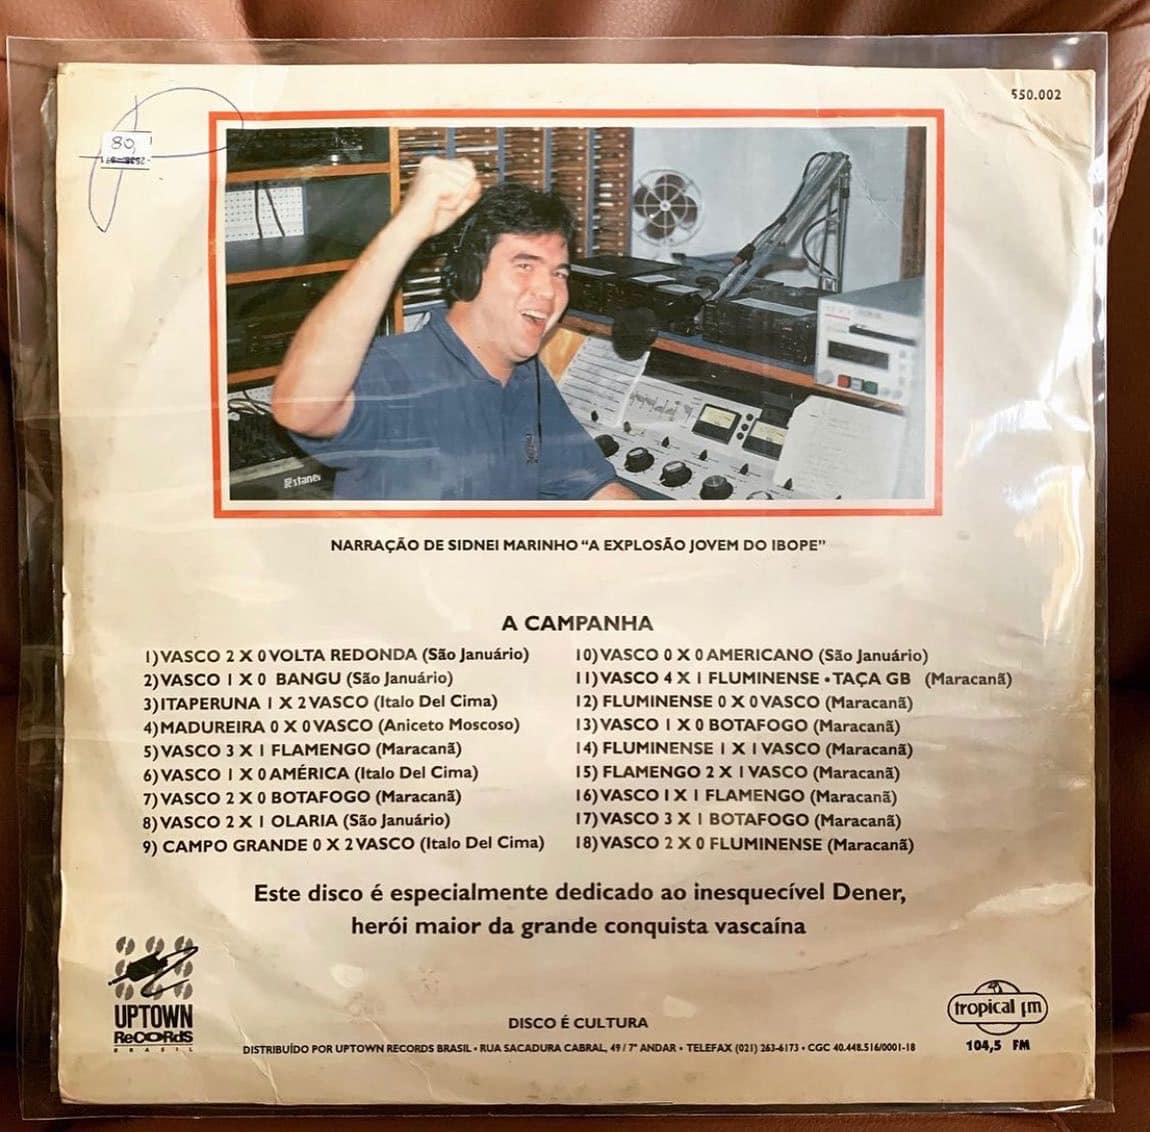 550.002
80,
Estanei
NARRAÇÃO DE SIDNEI MARINHO “A EXPLOSÃO JOVEM DO IBOPE”
A CAMPANHA
1) VASCO 2 X 0 VOLTA REDONDA (São Januário)
2) VASCO 1 X 0 BANGU (São Januário)
3) ITAPERUNA 1 X 2 VASCO (Italo Del Cima)
4) MADUREIRA 0 X 0 VASCO (Aniceto Moscoso)
5) VASCO 3 X 1 FLAMENGO (Maracanã)
6) VASCO 1 X 0 AMÉRICA (Italo Del Cima)
7) VASCO 2 X 0 BOTAFOGO (Maracanã)
8) VASCO 2 X 1 OLARIA (São Januário)
9) CAMPO GRANDE 0 X 2 VASCO (Italo Del Cima)
10) VASCO 0 X 0 AMERICANO (São Januário)
11) VASCO 4 X 1 FLUMINENSE • TAÇA GB (Maracanã)
12) FLUMINENSE 0 X 0 VASCO (Maracanã)
13) VASCO 1 X 0 BOTAFOGO (Maracanã)
14) FLUMINENSE 1 X 1 VASCO (Maracanã)
15) FLAMENGO 2 X 1 VASCO (Maracanã)
16) VASCO 1 X 1 FLAMENGO (Maracanã)
17) VASCO 3 X 1 BOTAFOGO (Maracanã)
18) VASCO 2 X 0 FLUMINENSE (Maracanã)
Este disco é especialmente dedicado ao inesquecível Dener,
herói maior da grande conquista vascaína
UPTOWN
ReCORdS
BRASIL
tropical fm
104,5 FM
DISCO É CULTURA
DISTRIBUÍDO POR UPTOWN RECORDS BRASIL • RUA SACADURA CABRAL, 49 / 7º ANDAR • TELEFAX (021) 263-6173 • CGC 40.448.516/0001-18